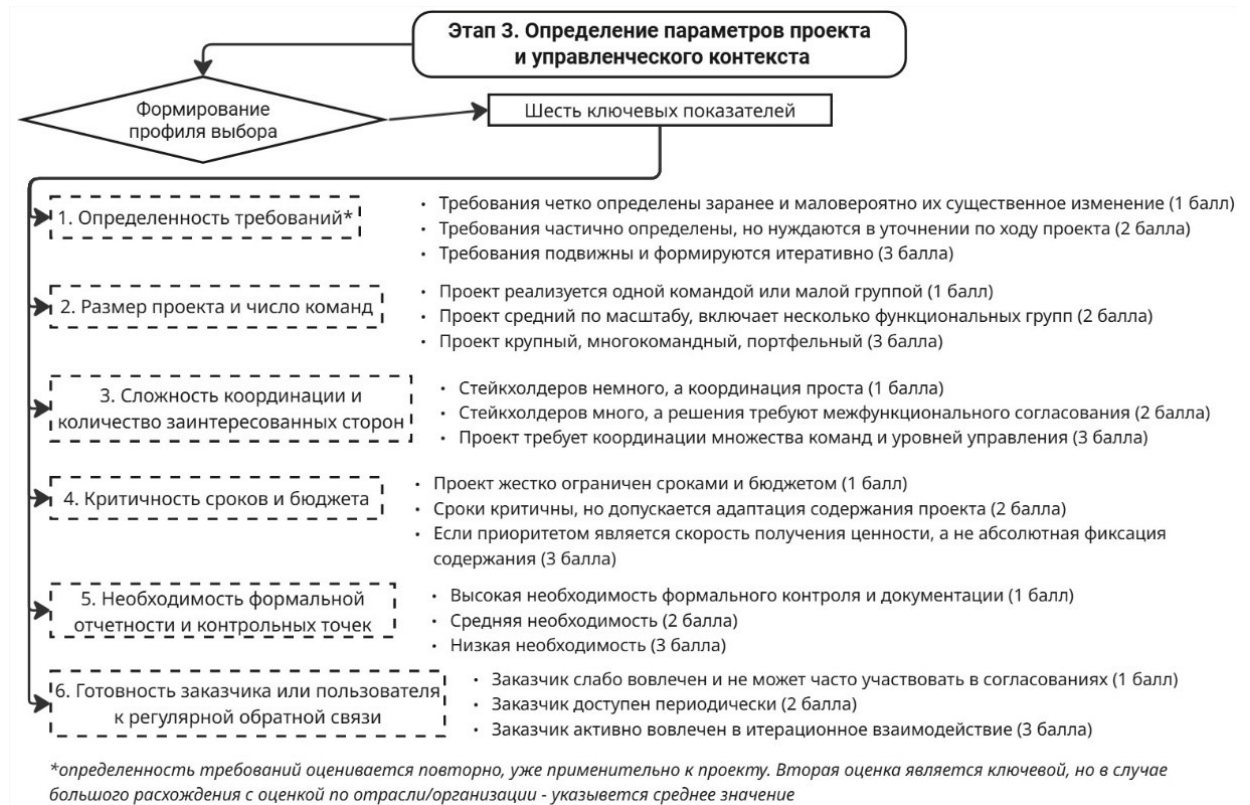 Этап 3. Определение параметров проекта
и управленческого контекста
Формирование
профиля выбора
Шесть ключевых показателей
1. Определенность требований*
• Требования четко определены заранее и маловероятно их существенное изменение (1 балл)
• Требования частично определены, но нуждаются в уточнении по ходу проекта (2 балла)
• Требования подвижны и формируются итеративно (3 балла)
2. Размер проекта и число команд
• Проект реализуется одной командой или малой группой (1 балл)
• Проект средний по масштабу, включает несколько функциональных групп (2 балла)
• Проект крупный, многокомандный, портфельный (3 балла)
3. Сложность координации и
количество заинтересованных сторон
• Стейкхолдеров немного, а координация проста (1 балла)
• Стейкхолдеров много, а решения требуют межфункционального согласования (2 балла)
• Проект требует координации множества команд и уровней управления (3 балла)
4. Критичность сроков и бюджета
• Проект жестко ограничен сроками и бюджетом (1 балл)
• Сроки критичны, но допускается адаптация содержания проекта (2 балла)
• Если приоритетом является скорость получения ценности, а не абсолютная фиксация
содержания (3 балла)
5. Необходимость формальной
отчетности и контрольных точек
• Высокая необходимость формального контроля и документации (1 балл)
• Средняя необходимость (2 балла)
• Низкая необходимость (3 балла)
6. Готовность заказчика или пользователя
к регулярной обратной связи
• Заказчик слабо вовлечен и не может часто участвовать в согласованиях (1 балл)
• Заказчик доступен периодически (2 балла)
• Заказчик активно вовлечен в итерационное взаимодействие (3 балла)
*определенность требований оценивается повторно, уже применительно к проекту. Вторая оценка является ключевой, но в случае
большого расхождения с оценкой по отрасли/организации - указывется среднее значение